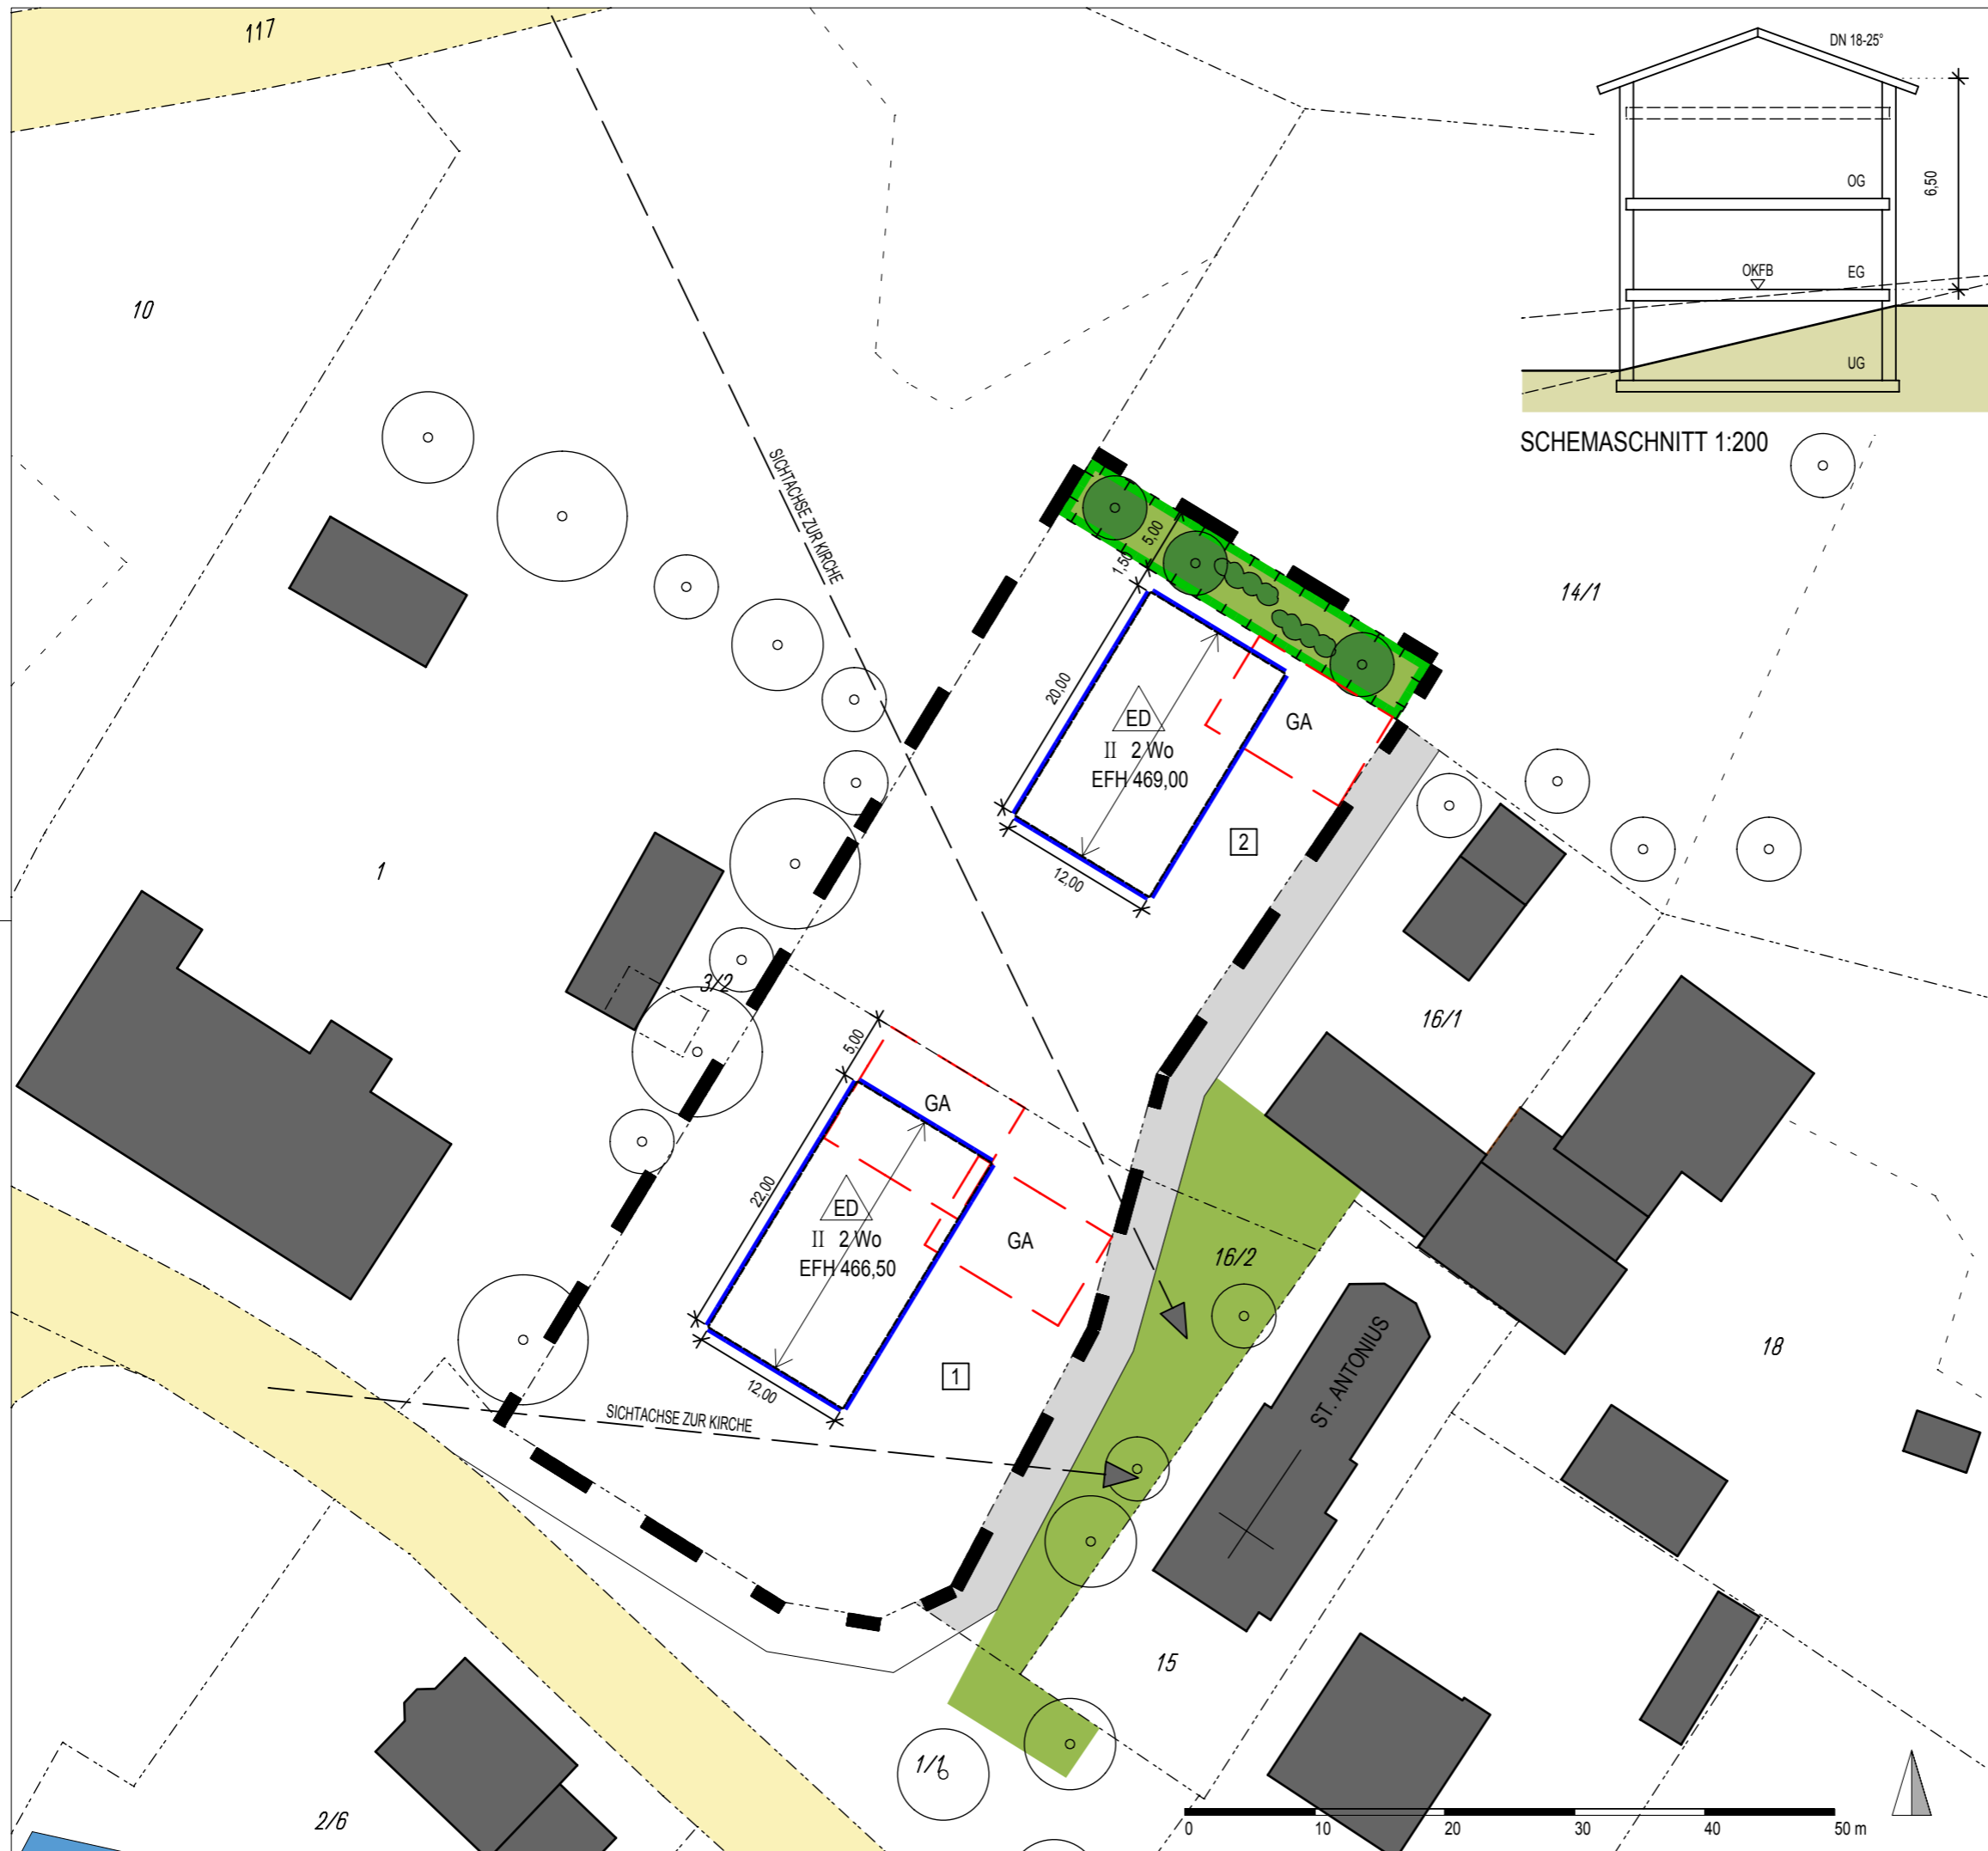 117
DN 18-25°
OG
6,50
OKFB
EG
UG
SCHEMASCHNITT 1:200
10
SICHTACHSE ZUR KIRCHE
5,00
1,50
14/1
20,00
ED
GA
II 2 Wo
EFH 469,00
2
12,00
1
3/2
16/1
5,00
GA
22,00
ED
II 2 Wo
EFH 466,50
GA
16/2
1
12,00
SICHTACHSE ZUR KIRCHE
ST. ANTONIUS
18
15
1/1
2/6
0 10 20 30 40 50 m